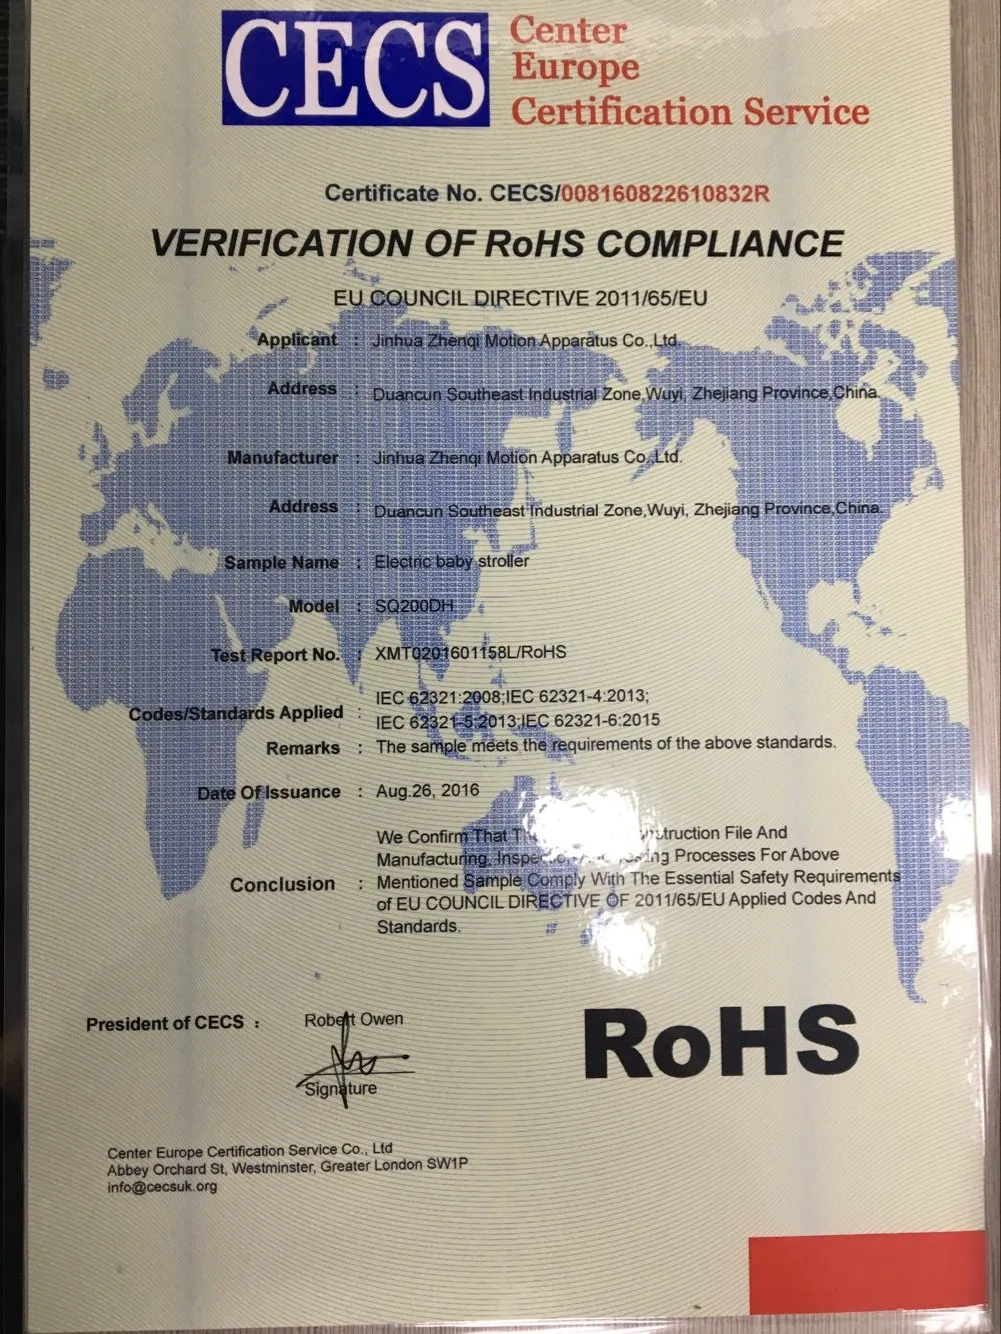 CECS
Center
Europe
Certification Service
Certificate No. CECS/008160822610832R
VERIFICATION OF RoHS COMPLIANCE
EU COUNCIL DIRECTIVE 2011/65/EU
Applicant : Jinhua Zhenqi Motion Apparatus Co.,Ltd.
Address : Duancun Southeast Industrial Zone,Wuyi, Zhejiang Province,China.
Manufacturer : Jinhua Zhenqi Motion Apparatus Co.,Ltd.
Address : Duancun Southeast Industrial Zone,Wuyi, Zhejiang Province,China.
Sample Name : Electric baby stroller
Model : SQ200DH
Test Report No. : XMT0201601158L/RoHS
Codes/Standards Applied : IEC 62321:2008;IEC 62321-4:2013;
IEC 62321-5:2013;IEC 62321-6:2015
Remarks : The sample meets the requirements of the above standards.
Date Of Issuance : Aug.26, 2016
Conclusion : We Confirm That File And
Manufacturing, Processes For Above
Mentioned Sample Comply With The Essential Safety Requirements
of EU COUNCIL DIRECTIVE OF 2011/65/EU Applied Codes And
Standards.
President of CECS : Robert Owen
Signature
RoHS
Center Europe Certification Service Co., Ltd
Abbey Orchard St, Westminster, Greater London SW1P
info@cecsuk.org